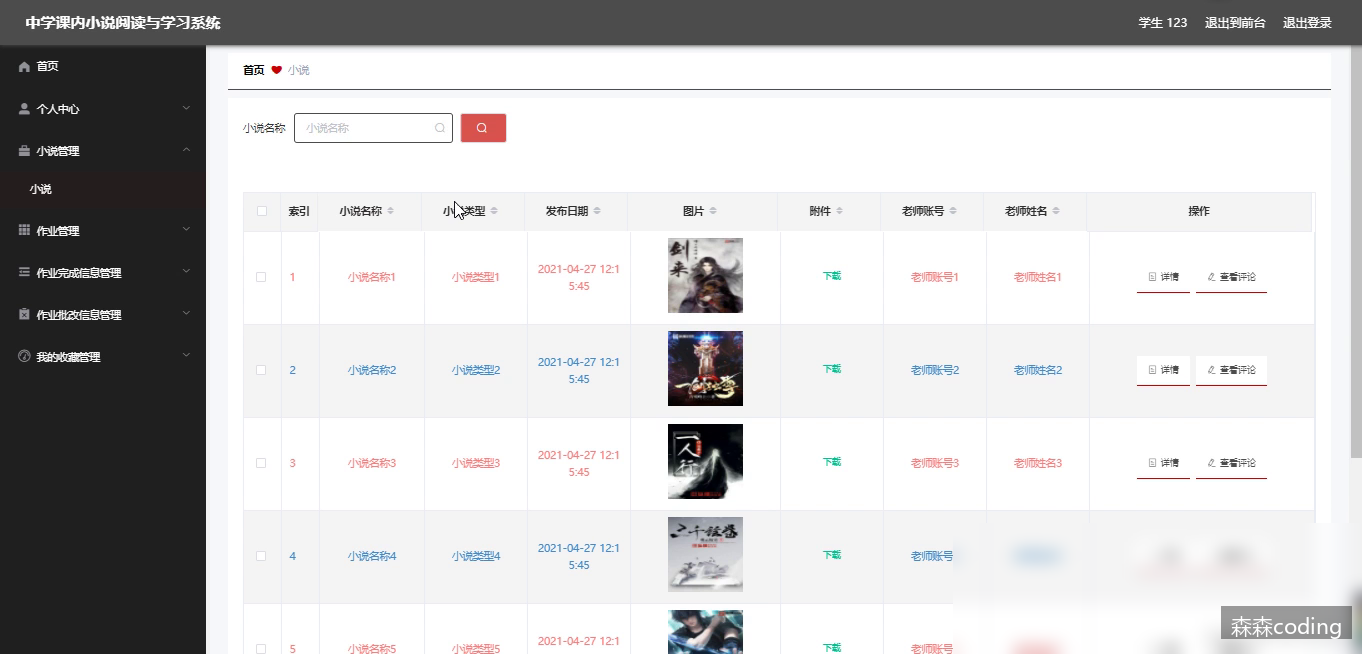 中学课内小说阅读与学习系统
学生 123 退出到前台 退出登录
首页
个人中心
小说管理
小说
作业管理
作业完成信息管理
作业批改信息管理
我的收藏管理
首页 小说
小说名称 小说名称
索引 小说名称 小说类型 发布日期 图片 附件 老师账号 老师姓名 操作
1 小说名称1 小说类型1 2021-04-27 12:1
5:45
剑来
下载 老师账号1 老师姓名1 详情 查看评论
2 小说名称2 小说类型2 2021-04-27 12:1
5:45
下载 老师账号2 老师姓名2 详情 查看评论
3 小说名称3 小说类型3 2021-04-27 12:1
5:45
一人行
下载 老师账号3 老师姓名3 详情 查看评论
4 小说名称4 小说类型4 2021-04-27 12:1
5:45
下载 老师账号
5 小说名称5 小说类型5 2021-04-27 12:1
下载 老师账号
森森coding